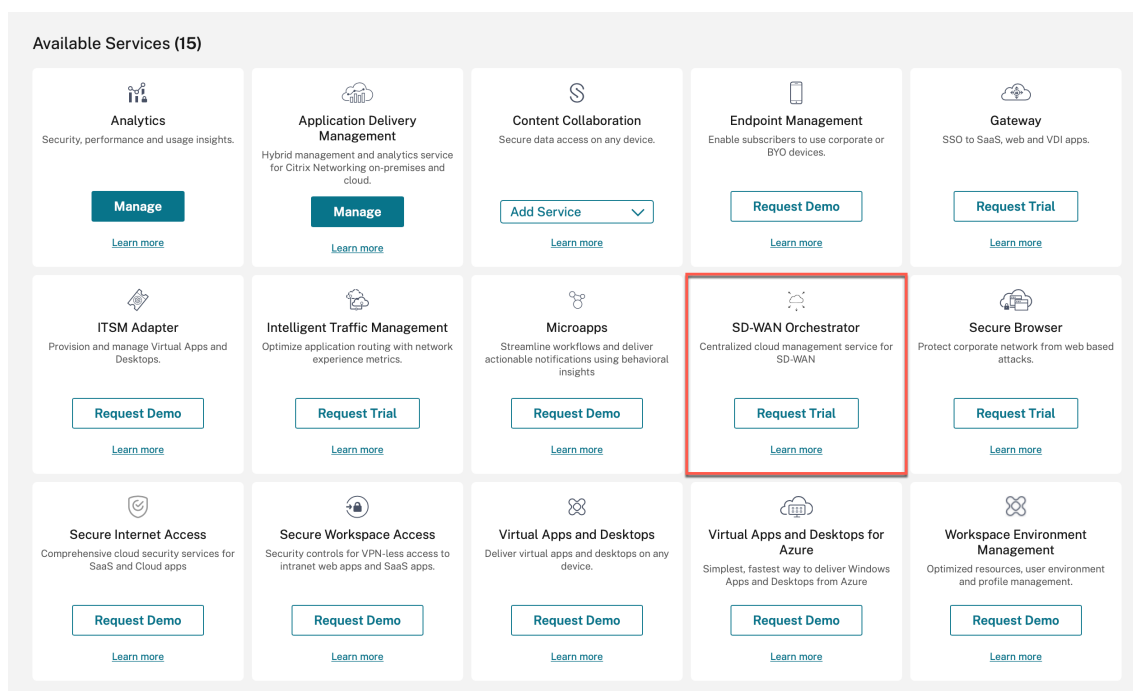 Available Services (15)
Analytics
Security, performance and usage insights.
Manage
Learn more
Application Delivery
Management
Hybrid management and analytics service
for Citrix Networking on-premises and
cloud.
Manage
Learn more
Content Collaboration
Secure data access on any device.
Add Service
Learn more
Endpoint Management
Enable subscribers to use corporate or
BYO devices.
Request Demo
Learn more
Gateway
SSO to SaaS, web and VDI apps.
Request Trial
Learn more
ITSM Adapter
Provision and manage Virtual Apps and
Desktops.
Request Demo
Learn more
Intelligent Traffic Management
Optimize application routing with network
experience metrics.
Request Trial
Learn more
Microapps
Streamline workflows and deliver
actionable notifications using behavioral
insights
Request Demo
Learn more
SD-WAN Orchestrator
Centralized cloud management service for
SD-WAN
Request Trial
Learn more
Secure Browser
Protect corporate network from web based
attacks.
Request Trial
Learn more
Secure Internet Access
Comprehensive cloud security services for
SaaS and Cloud apps
Request Demo
Learn more
Secure Workspace Access
Security controls for VPN-less access to
intranet web apps and SaaS apps.
Request Demo
Learn more
Virtual Apps and Desktops
Deliver virtual apps and desktops on any
device.
Request Demo
Learn more
Virtual Apps and Desktops for
Azure
Simplest, fastest way to deliver Windows
Apps and Desktops from Azure
Request Demo
Learn more
Workspace Environment
Management
Optimized resources, user environment
and profile management.
Request Demo
Learn more